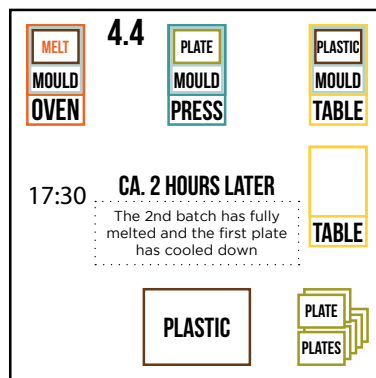 4.4
MELT
MOULD
OVEN
PLATE
MOULD
PRESS
PLASTIC
MOULD
TABLE
17:30
CA. 2 HOURS LATER
The 2nd batch has fully
melted and the first plate
has cooled down
TABLE
PLASTIC
PLATE
PLATES